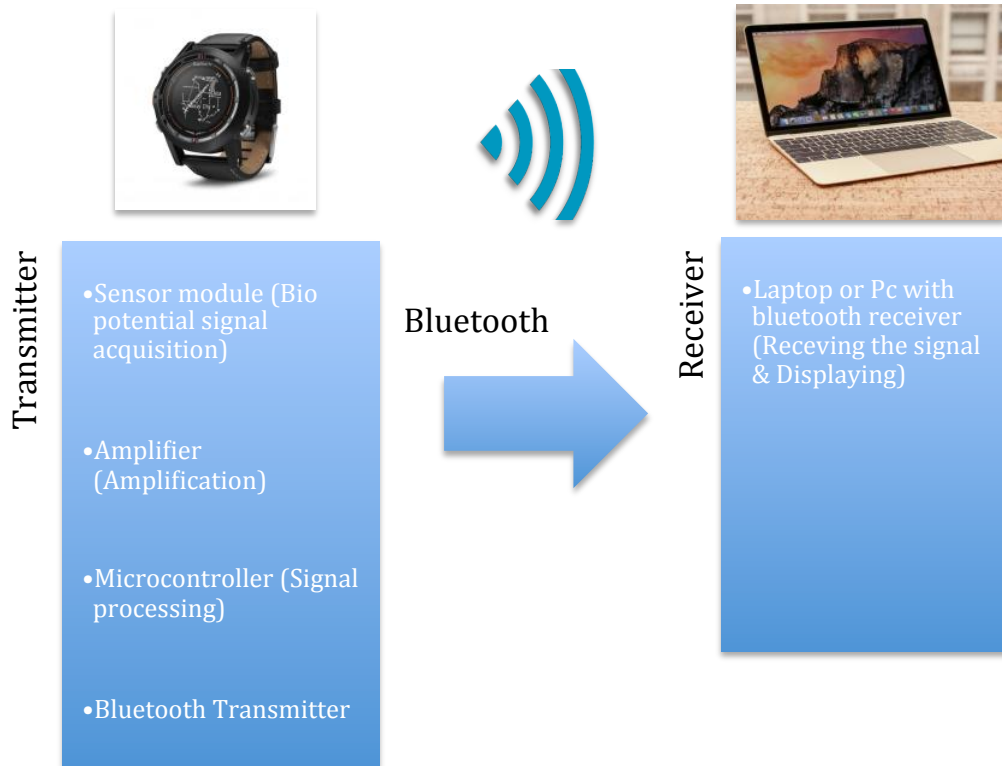 Transmitter
•Sensor module (Bio
potential signal
acquisition)
•Amplifier
(Amplification)
•Microcontroller (Signal
processing)
•Bluetooth Transmitter
Bluetooth
Receiver
•Laptop or Pc with
bluetooth receiver
(Receving the signal
& Displaying)